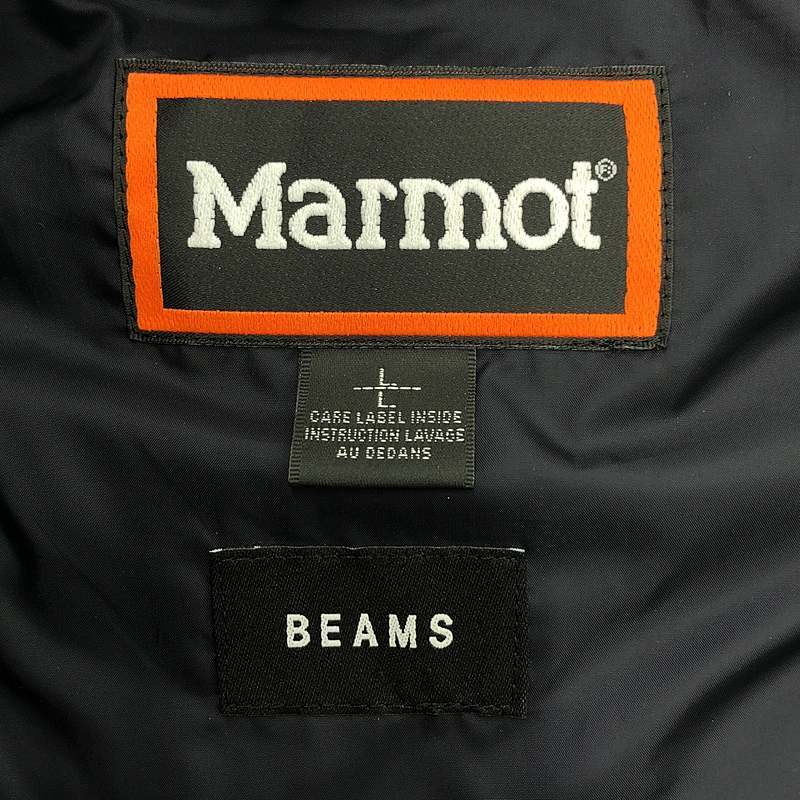 Marmot®
L
L
CARE LABEL INSIDE
INSTRUCTION LAVAGE
AU DEDANS
BEAMS